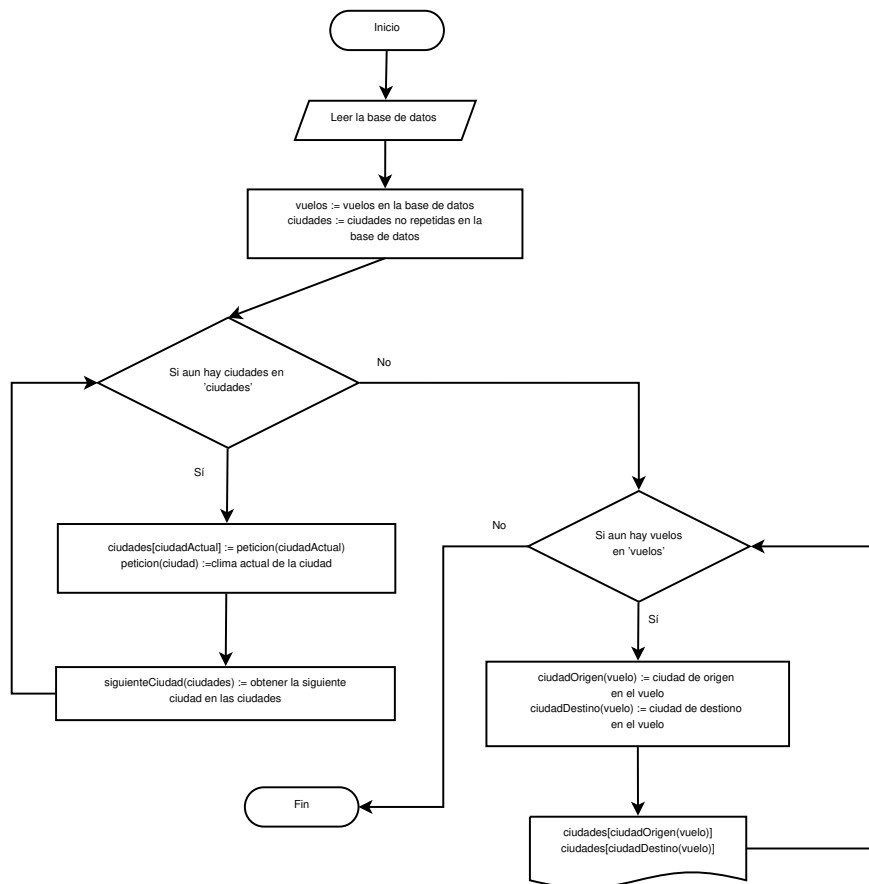 Inicio
Leer la base de datos
vuelos := vuelos en la base de datos
ciudades := ciudades no repetidas en la
base de datos
Si aun hay ciudades en
'ciudades'
No
Sí
ciudades[ciudadActual] := peticion(ciudadActual)
peticion(ciudad) :=clima actual de la ciudad
siguienteCiudad(ciudades) := obtener la siguiente
ciudad en las ciudades
Si aun hay vuelos
en 'vuelos'
No
Sí
ciudadOrigen(vuelo) := ciudad de origen
en el vuelo
ciudadDestino(vuelo) := ciudad de destiono
en el vuelo
Fin
ciudades[ciudadOrigen(vuelo)]
ciudades[ciudadDestino(vuelo)]